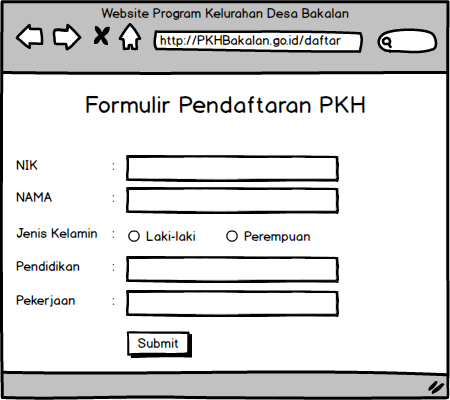 Website Program Kelurahan Desa Bakalan
http://PKHBakalan.go.id/daftar
Formulir Pendaftaran PKH
NIK :
NAMA :
Jenis Kelamin : Laki-laki Perempuan
Pendidikan :
Pekerjaan :
Submit